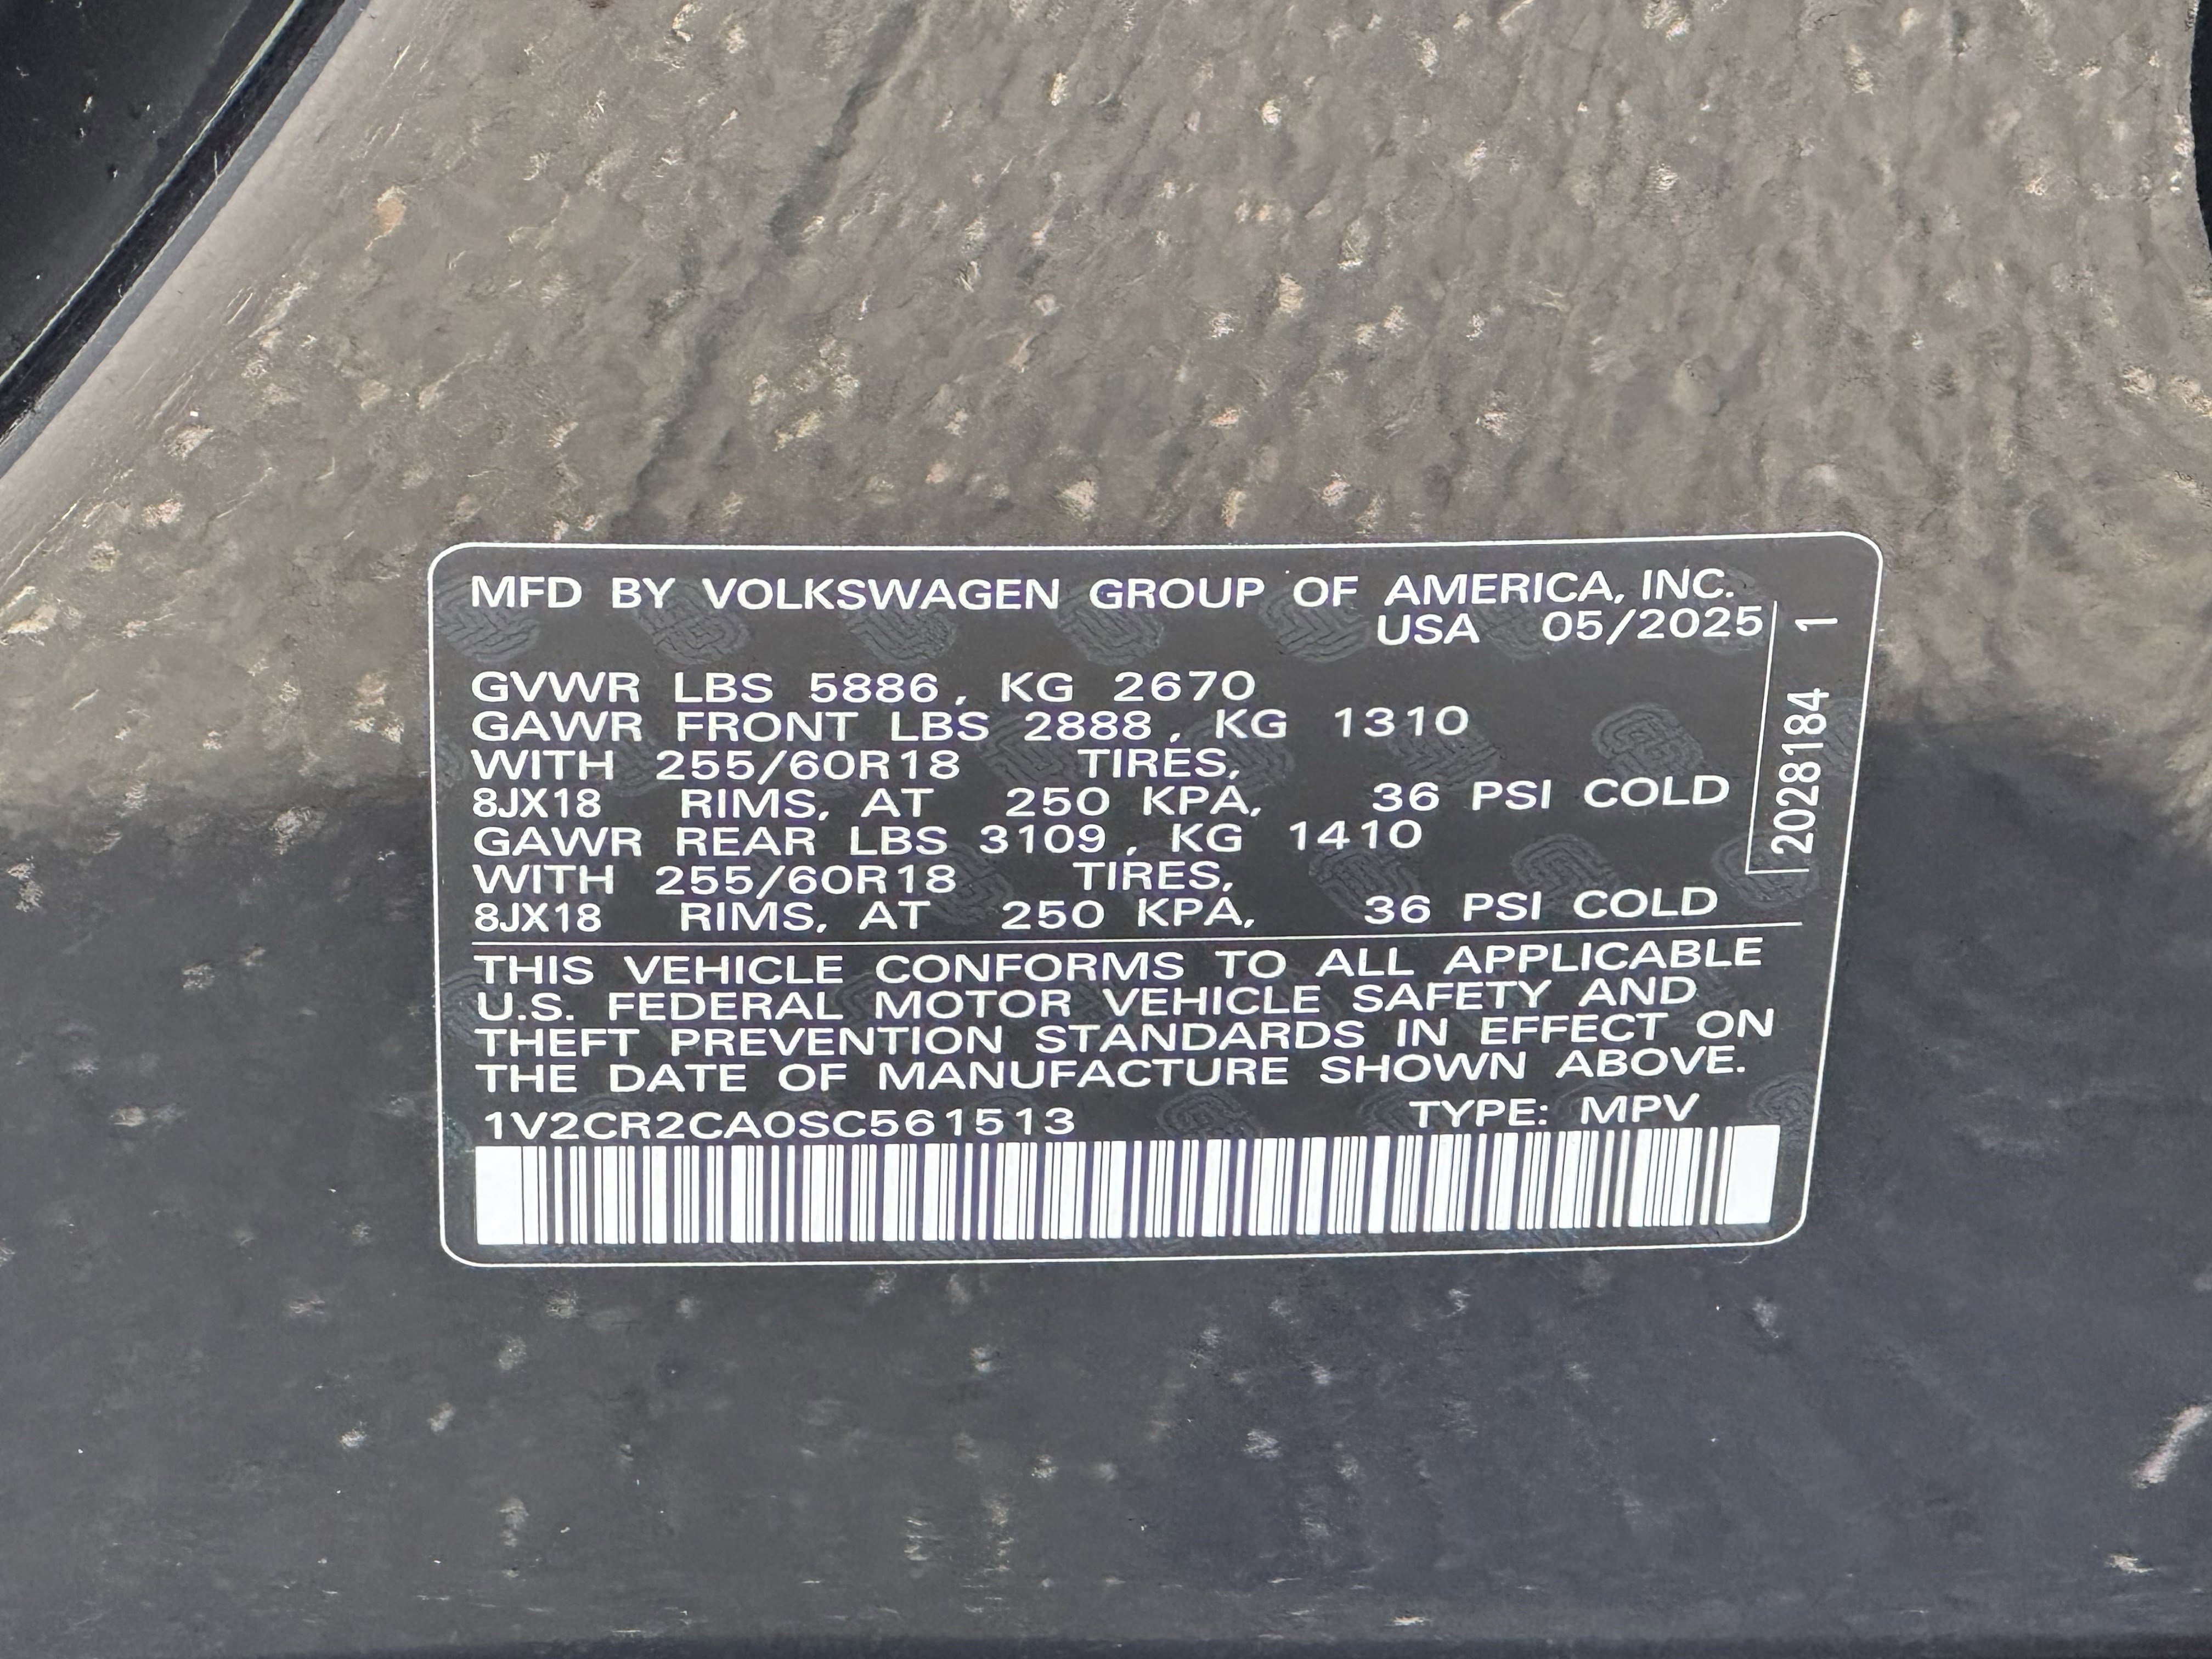 MFD BY VOLKSWAGEN GROUP OF AMERICA, INC.
USA 05/2025
GVWR LBS 5886, KG 2670
GAWR FRONT LBS 2888, KG 1310
WITH 255/60R18 TIRES,
8JX18 RIMS, AT 250 KPA, 36 PSI COLD
GAWR REAR LBS 3109, KG 1410
WITH 255/60R18 TIRES,
8JX18 RIMS, AT 250 KPA, 36 PSI COLD
2028184 1
THIS VEHICLE CONFORMS TO ALL APPLICABLE
U.S. FEDERAL MOTOR VEHICLE SAFETY AND
THEFT PREVENTION STANDARDS IN EFFECT ON
THE DATE OF MANUFACTURE SHOWN ABOVE.
1V2CR2CA0SC561513 TYPE: MPV